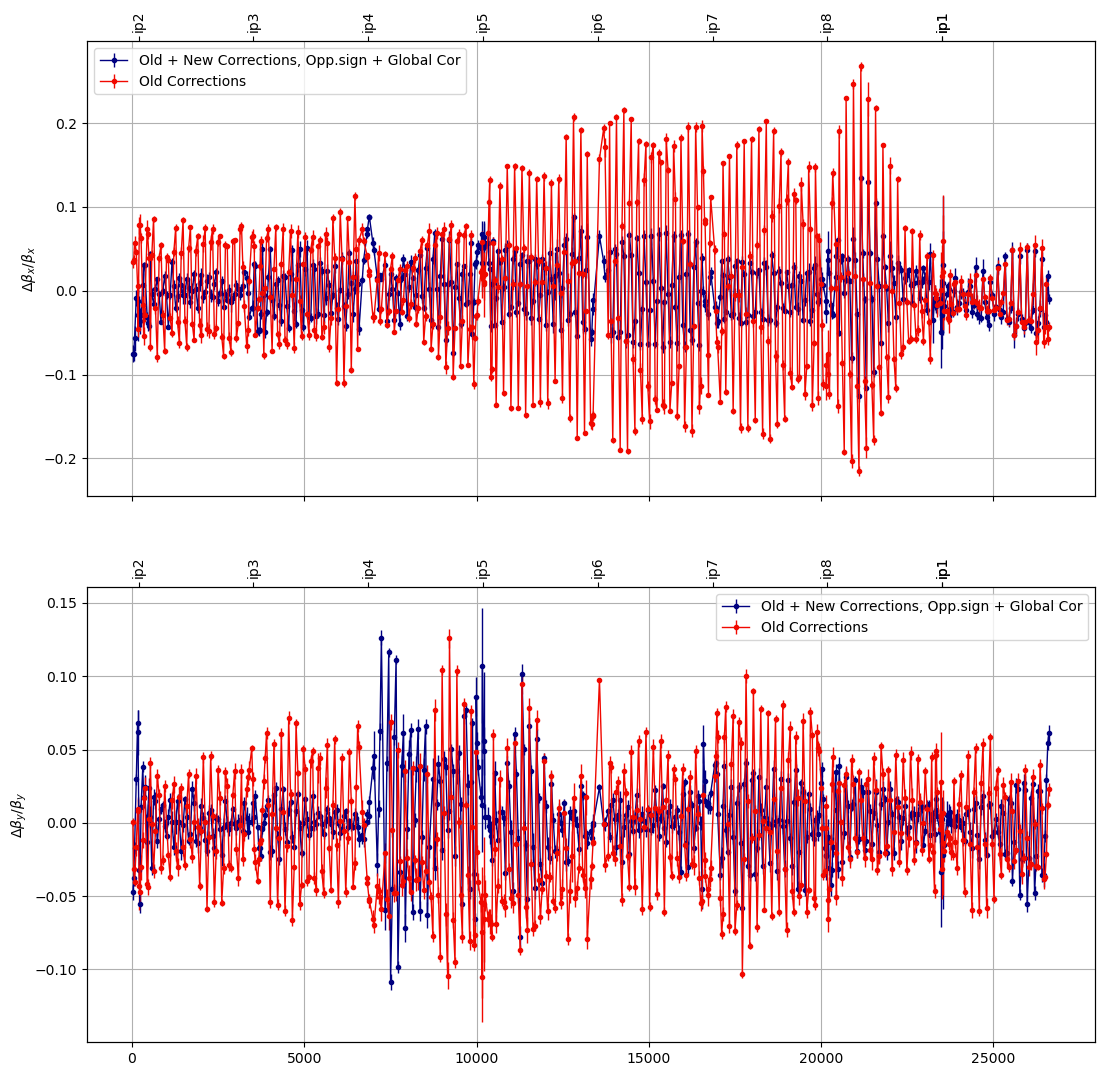 ip2 ip3 ip4 ip5 ip6 ip7 ip8 ip1
Old + New Corrections, Opp.sign + Global Cor
Old Corrections
0.2
0.1
0.0
−0.1
−0.2
Δβx/βx
ip2 ip3 ip4 ip5 ip6 ip7 ip8 ip1
Old + New Corrections, Opp.sign + Global Cor
Old Corrections
0.15
0.10
0.05
0.00
−0.05
−0.10
Δβy/βy
0 5000 10000 15000 20000 25000